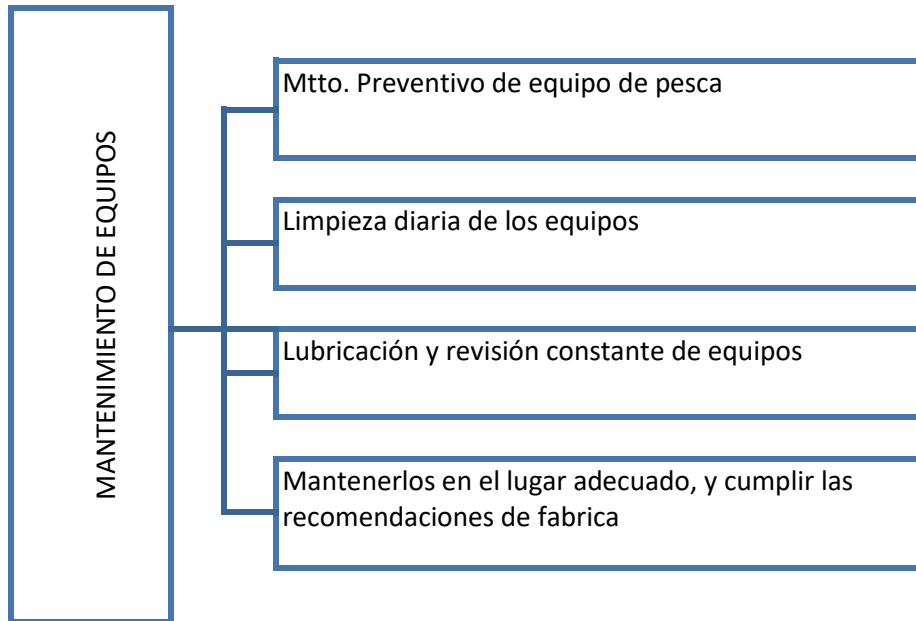 MANTENIMIENTO DE EQUIPOS
Mtto. Preventivo de equipo de pesca
Limpieza diaria de los equipos
Lubricación y revisión constante de equipos
Mantenerlos en el lugar adecuado, y cumplir las
recomendaciones de fabrica